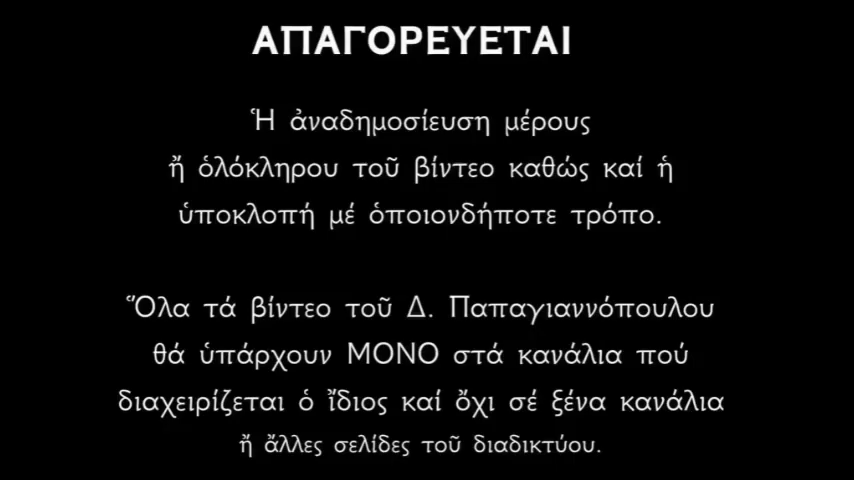 ΑΠΑΓΟΡΕΥΕΤΑΙ
Ἡ ἀναδημοσίευση μέρους
ἤ ὁλόκληρου τοῦ βίντεο καθώς καί ἡ
ὑποκλοπή μέ ὁποιονδήποτε τρόπο.
Ὅλα τά βίντεο τοῦ Δ. Παπαγιαννόπουλου
θά ὑπάρχουν ΜΟΝΟ στά κανάλια πού
διαχειρίζεται ὁ ἴδιος καί ὄχι σέ ξένα κανάλια
ἤ ἄλλες σελίδες τοῦ διαδικτύου.